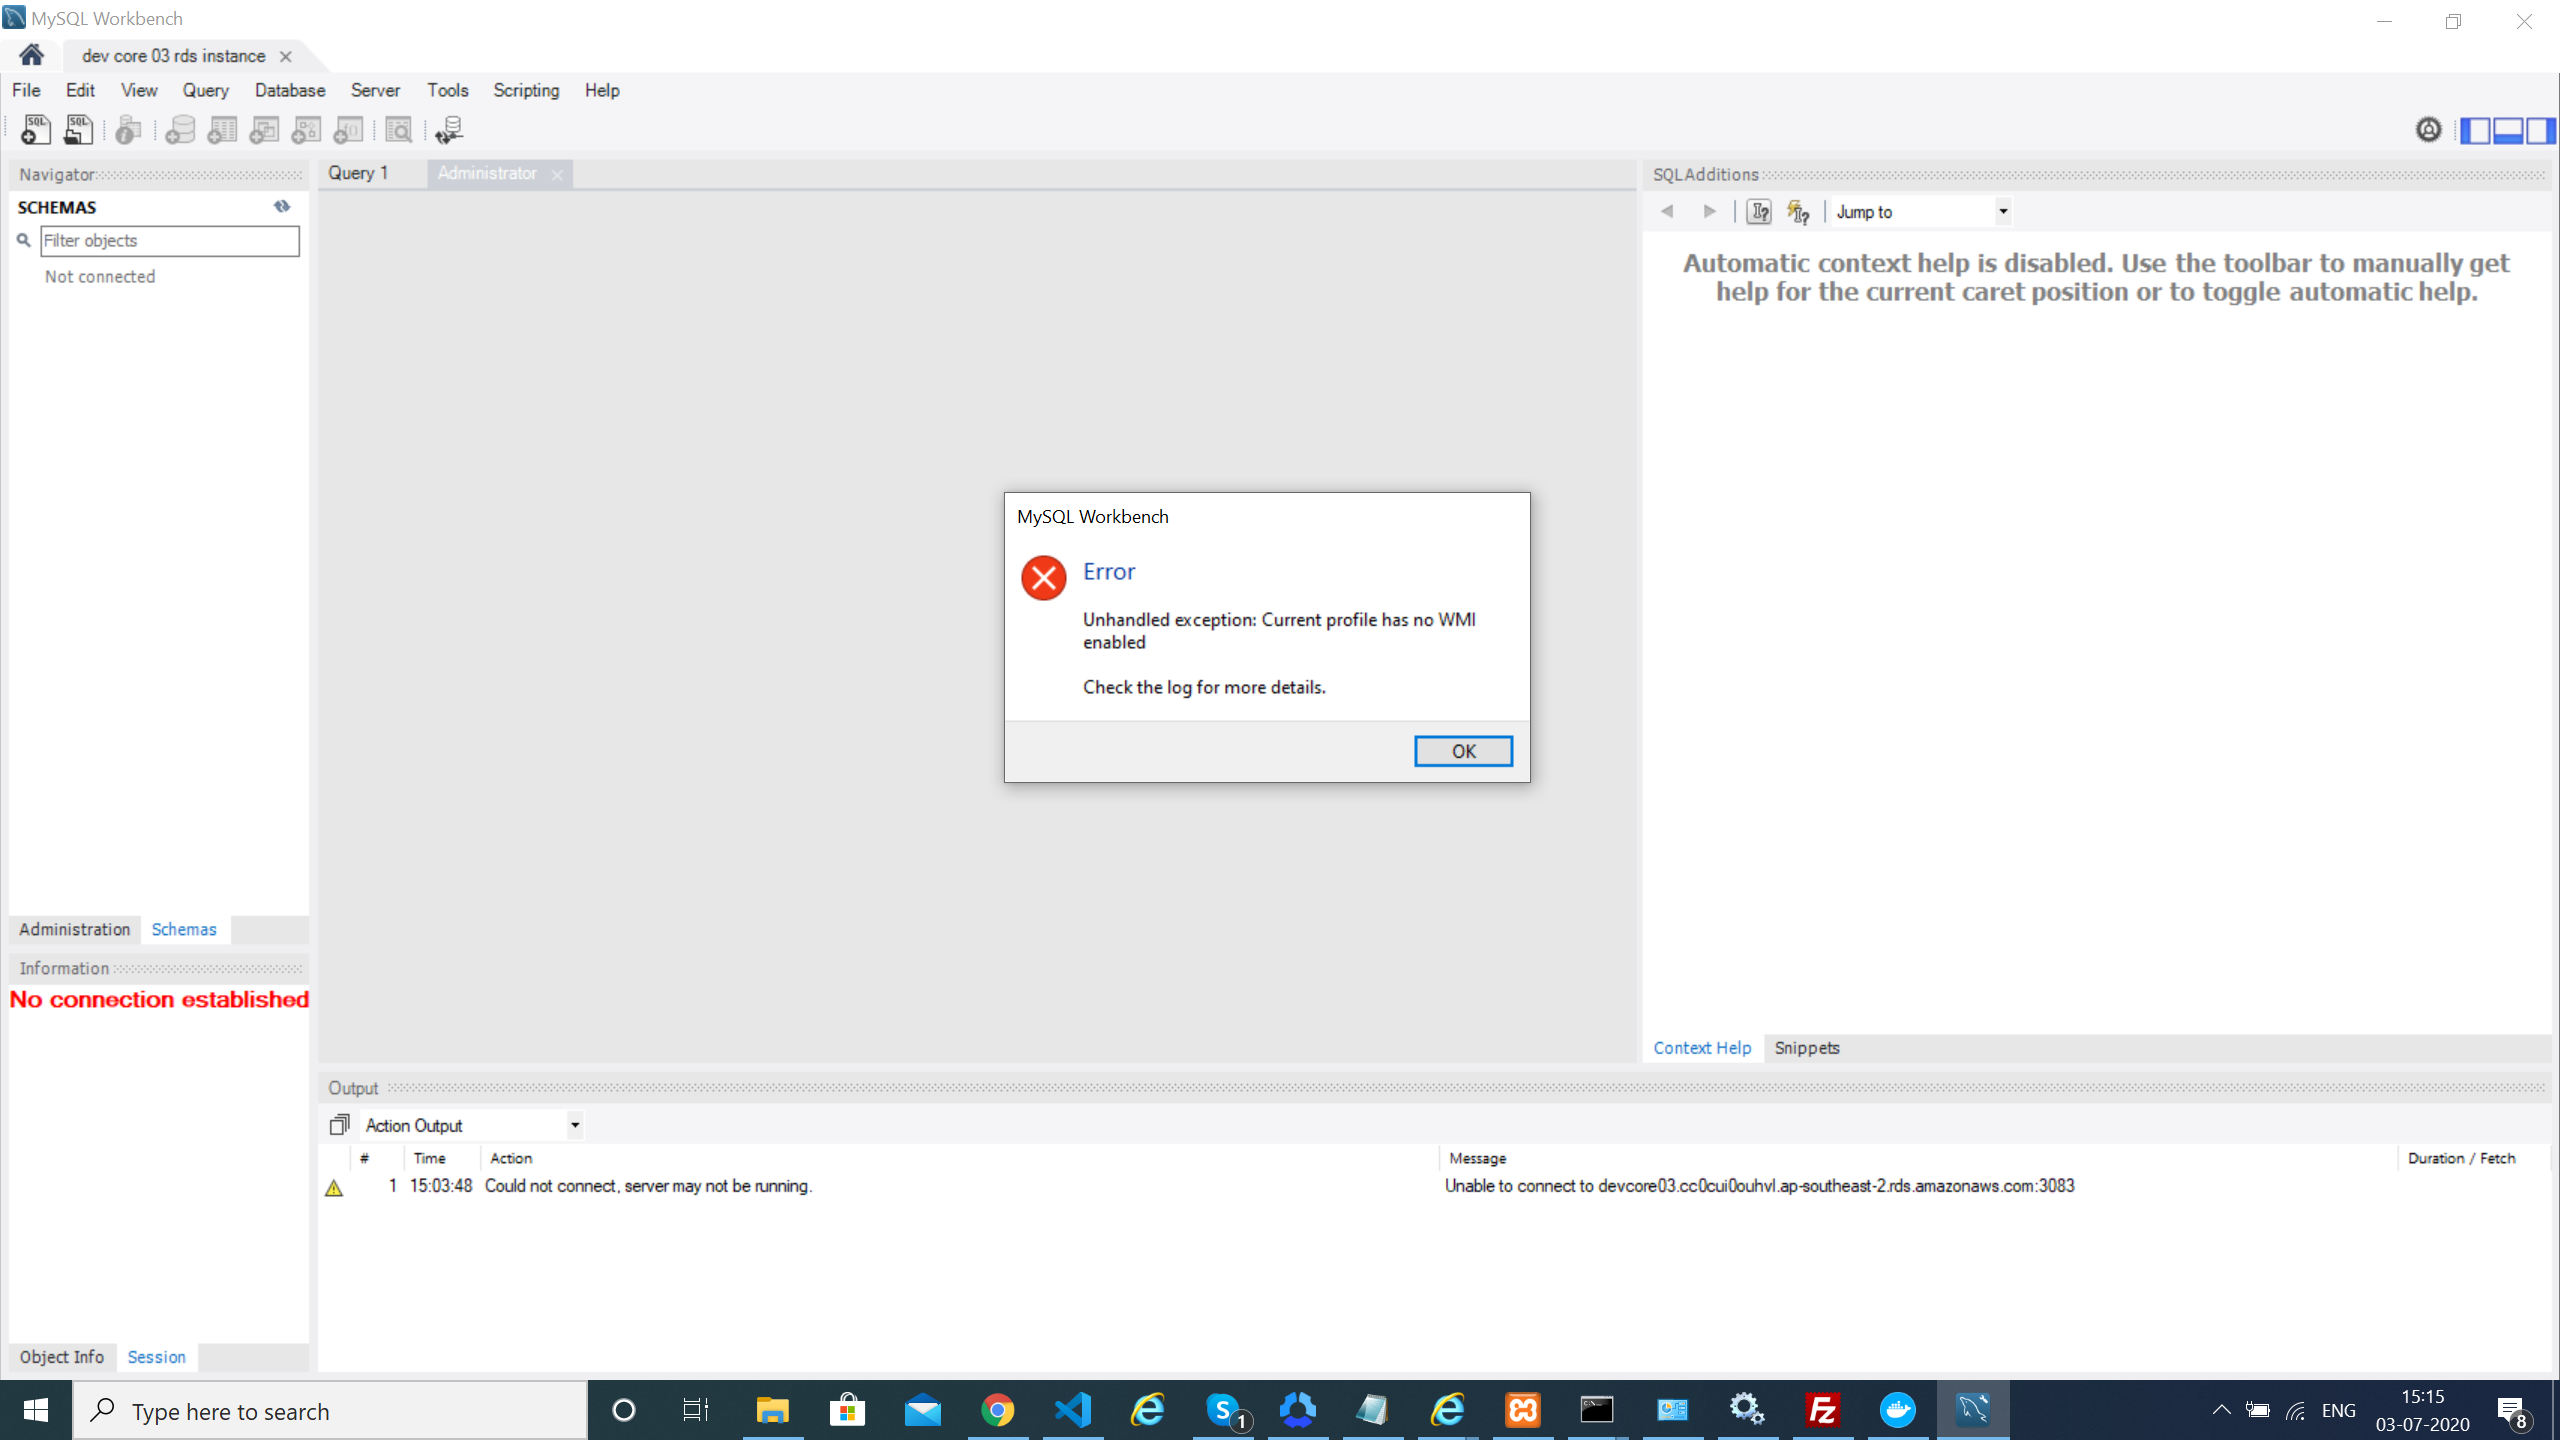 MySQL Workbench
dev core 03 rds instance
File Edit View Query Database Server Tools Scripting Help
SQL SQL
Navigator
SCHEMAS
Filter objects
Not connected
Query 1 Administrator
SQLAdditions
Jump to
Automatic context help is disabled. Use the toolbar to manually get
help for the current caret position or to toggle automatic help.
MySQL Workbench
Error
Unhandled exception: Current profile has no WMI
enabled
Check the log for more details.
OK
Administration Schemas
Information
No connection established
Object Info Session
Context Help Snippets
Output
Action Output
# Time Action Message Duration / Fetch
1 15:03:48 Could not connect, server may not be running. Unable to connect to devcore03.cc0cui0ouhvl.ap-southeast-2.rds.amazonaws.com:3083
Type here to search
1
ENG
15:15
03-07-2020
8